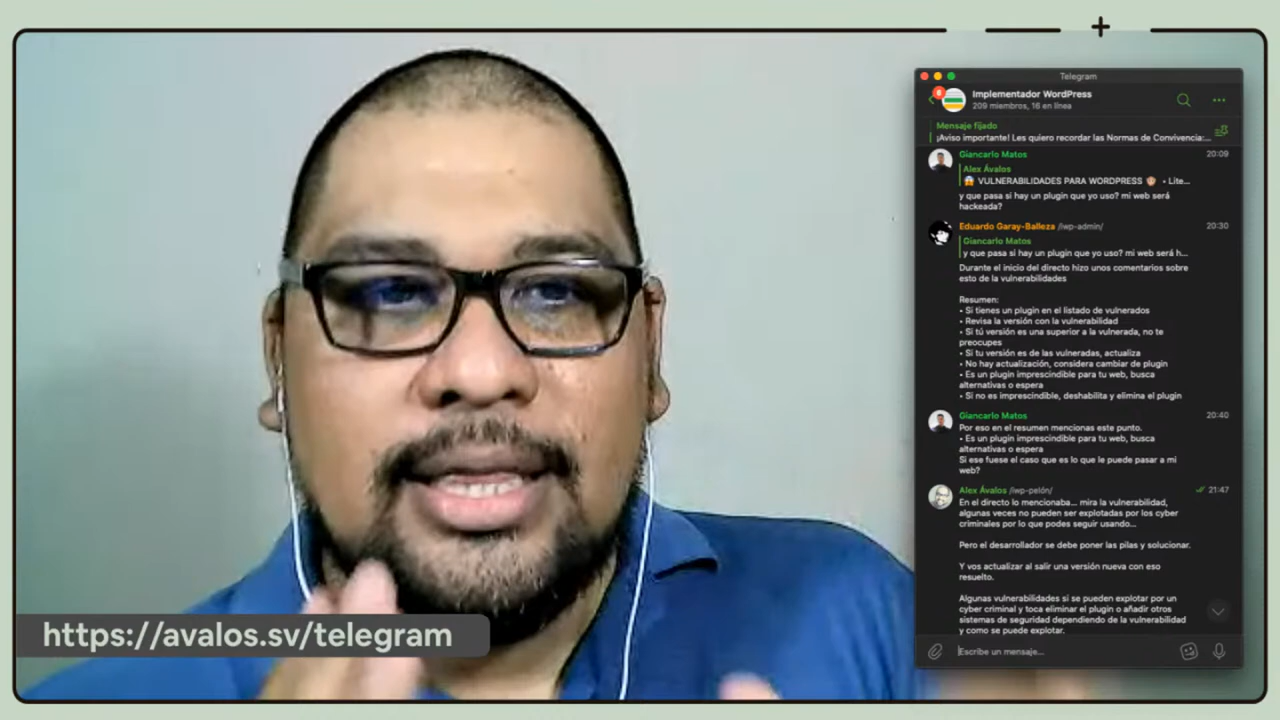 https://avalos.sv/telegram
Telegram
6
Implementador WordPress
209 miembros, 16 en línea
Mensaje fijado
¡Aviso importante! Les quiero recordar las Normas de Convivencia:...
Giancarlo Matos 20:09
Alex Ávalos
😱 VULNERABILIDADES PARA WORDPRESS • Lite...
y que pasa si hay un plugin que yo uso? mi web será
hackeada?
Eduardo Garay-Balleza /iwp-admin/ 20:30
Giancarlo Matos
y que pasa si hay un plugin que yo uso? mi web será h...
Durante el inicio del directo hizo unos comentarios sobre
esto de la vulnerabilidades
Resumen:
• Si tienes un plugin en el listado de vulnerados
• Revisa la versión con la vulnerabilidad
• Si tú versión es una superior a la vulnerada, no te
preocupes
• Si tu versión es de las vulneradas, actualiza
• No hay actualización, considera cambiar de plugin
• Es un plugin imprescindible para tu web, busca
alternativas o espera
• Si no es imprescindible, deshabilita y elimina el plugin
Giancarlo Matos 20:40
Por eso en el resumen mencionas este punto.
• Es un plugin imprescindible para tu web, busca
alternativas o espera
Si ese fuese el caso que es lo que le puede pasar a mi
web?
Alex Ávalos /iwp-pelón/ 21:47
En el directo lo mencionaba... mira la vulnerabilidad,
algunas veces no pueden ser explotadas por los cyber
criminales por lo que podes seguir usando...
Pero el desarrollador se debe poner las pilas y solucionar.
Y vos actualizar al salir una versión nueva con eso
resuelto.
Algunas vulnerabilidades si se pueden explotar por un
cyber criminal y toca eliminar el plugin o añadir otros
sistemas de seguridad dependiendo de la vulnerabilidad
y como se puede explotar.
Escribe un mensaje...